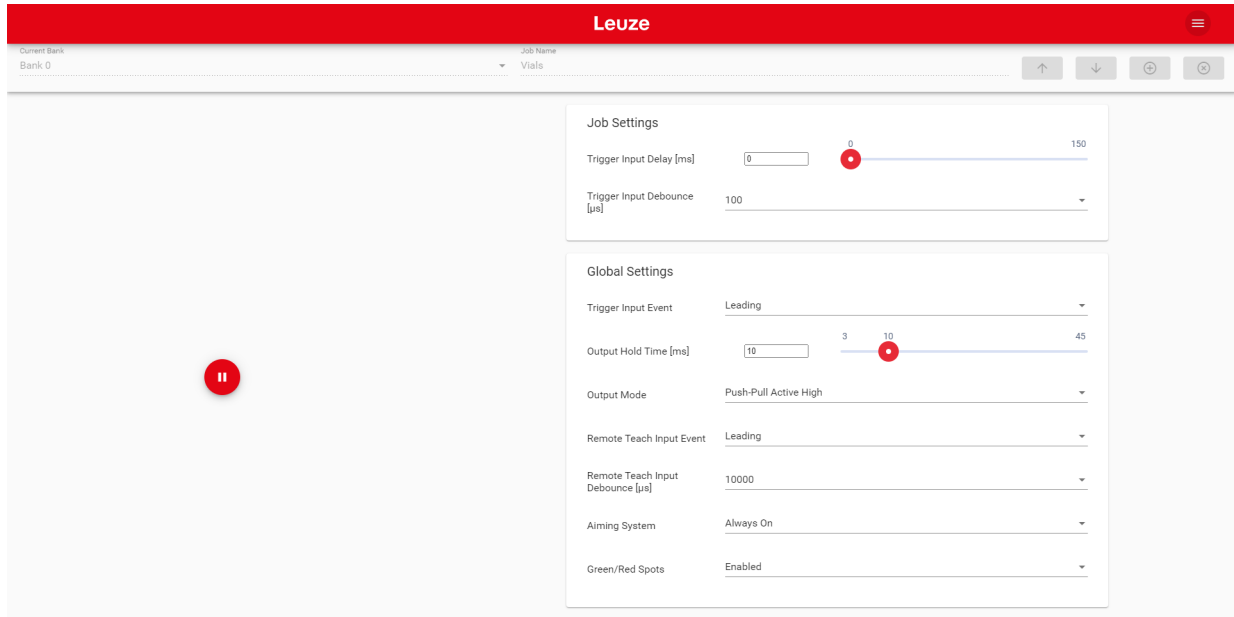 Leuze
Current Bank
Bank 0
Job Name
Vials
Job Settings
Trigger Input Delay [ms]
0
0
150
Trigger Input Debounce
[µs]
100
Global Settings
Trigger Input Event
Leading
Output Hold Time [ms]
10
3
10
45
Output Mode
Push-Pull Active High
Remote Teach Input Event
Leading
Remote Teach Input
Debounce [µs]
10000
Aiming System
Always On
Green/Red Spots
Enabled